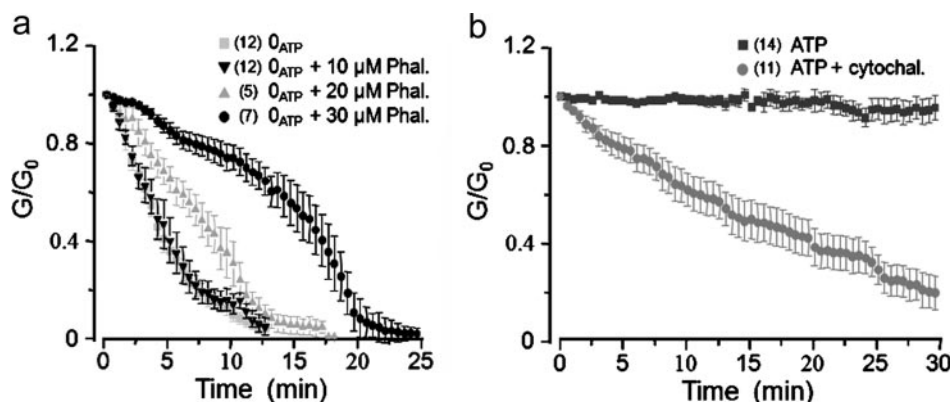 a
(12) 0ATP
(12) 0ATP + 10 µM Phal.
(5) 0ATP + 20 µM Phal.
(7) 0ATP + 30 µM Phal.
1.2
0.8
0.4
0
G/G0
0 5 10 15 20 25
Time (min)
b
(14) ATP
(11) ATP + cytochal.
1.2
0.8
0.4
0
G/G0
0 5 10 15 20 25 30
Time (min)